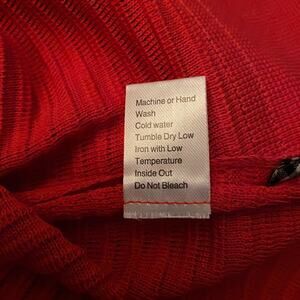 Machine or Hand
Wash
Cold water
Tumble Dry Low
Iron with Low
Temperature
Inside Out
Do Not Bleach